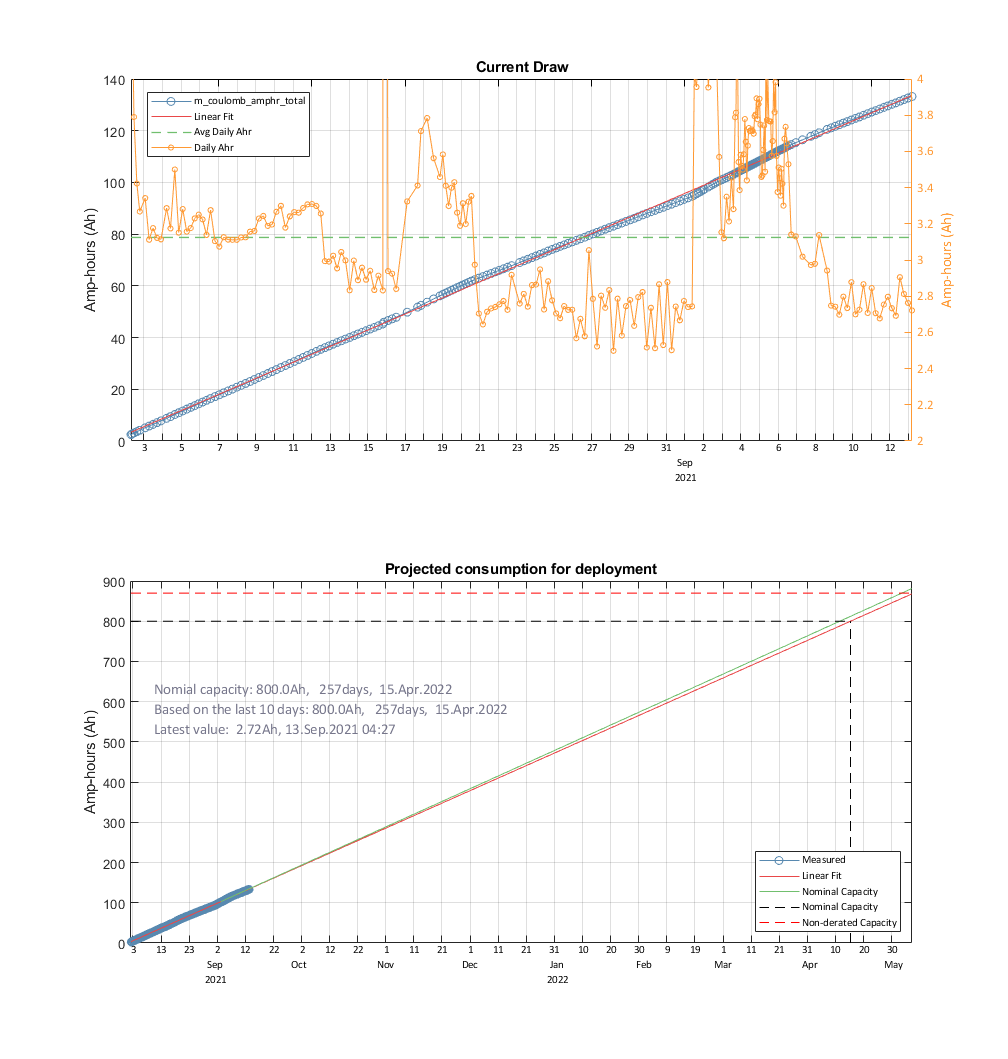 Current Draw
140
120
100
80
60
40
20
0
Amp-hours (Ah)
m_coulomb_amphr_total
Linear Fit
Avg Daily Ahr
Daily Ahr
4
3.8
3.6
3.4
3.2
3
2.8
2.6
2.4
2.2
2
Amp-hours (Ah)
3 5 7 9 11 13 15 17 19 21 23 25 27 29 31 2 4 6 8 10 12
Sep
2021
Projected consumption for deployment
900
800
700
600
500
400
300
200
100
0
Amp-hours (Ah)
Nomial capacity: 800.0Ah, 257days, 15.Apr.2022
Based on the last 10 days: 800.0Ah, 257days, 15.Apr.2022
Latest value: 2.72Ah, 13.Sep.2021 04:27
Measured
Linear Fit
Nominal Capacity
Nominal Capacity
Non-derated Capacity
3 13 23 2 12 22 2 12 22 1 11 21 1 11 21 31 10 20 30 9 19 1 11 21 31 10 20 30
Sep Oct Nov Dec Jan Feb Mar Apr May
2021 2022